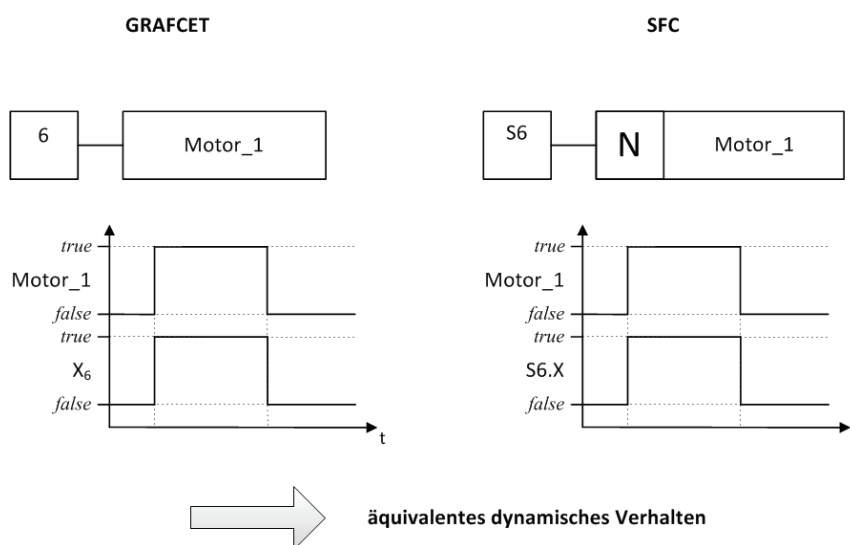 GRAFCET
SFC
6
Motor_1
S6
N
Motor_1
true
Motor_1
false
true
X₆
false
t
true
Motor_1
false
true
S6.X
false
äquivalentes dynamisches Verhalten